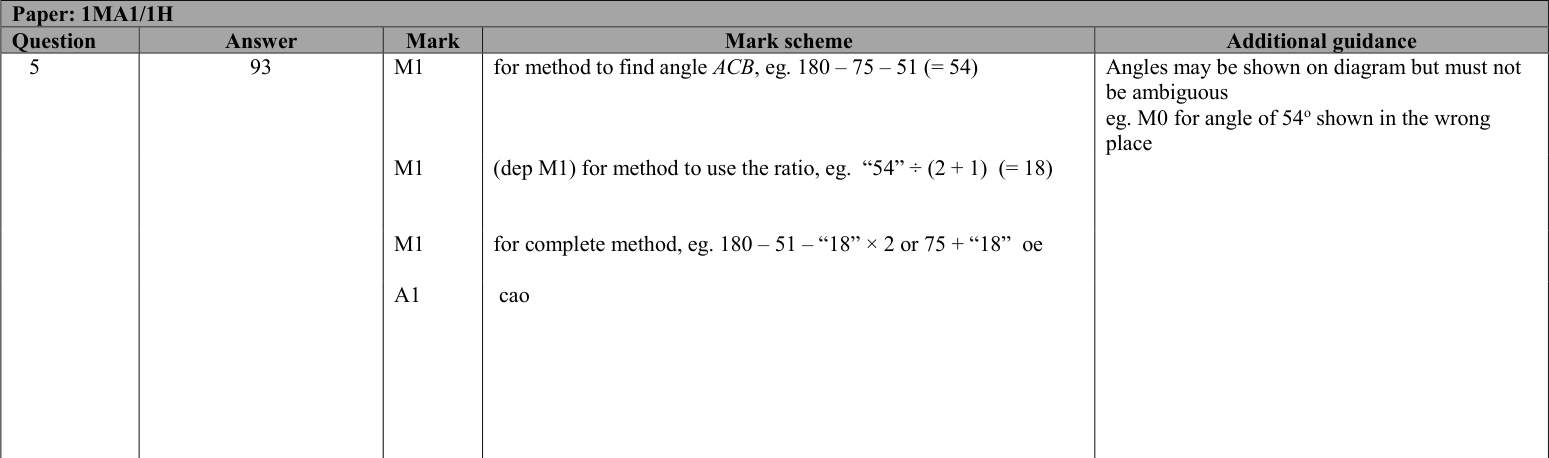 Paper: 1MA1/1H
Question Answer Mark Mark scheme Additional guidance
5 93 M1 for method to find angle ACB, eg. 180 – 75 – 51 (= 54) Angles may be shown on diagram but must not
be ambiguous
eg. M0 for angle of 54º shown in the wrong
place
M1 (dep M1) for method to use the ratio, eg. “54” ÷ (2 + 1) (= 18)
M1 for complete method, eg. 180 – 51 – “18” × 2 or 75 + “18” oe
A1 cao